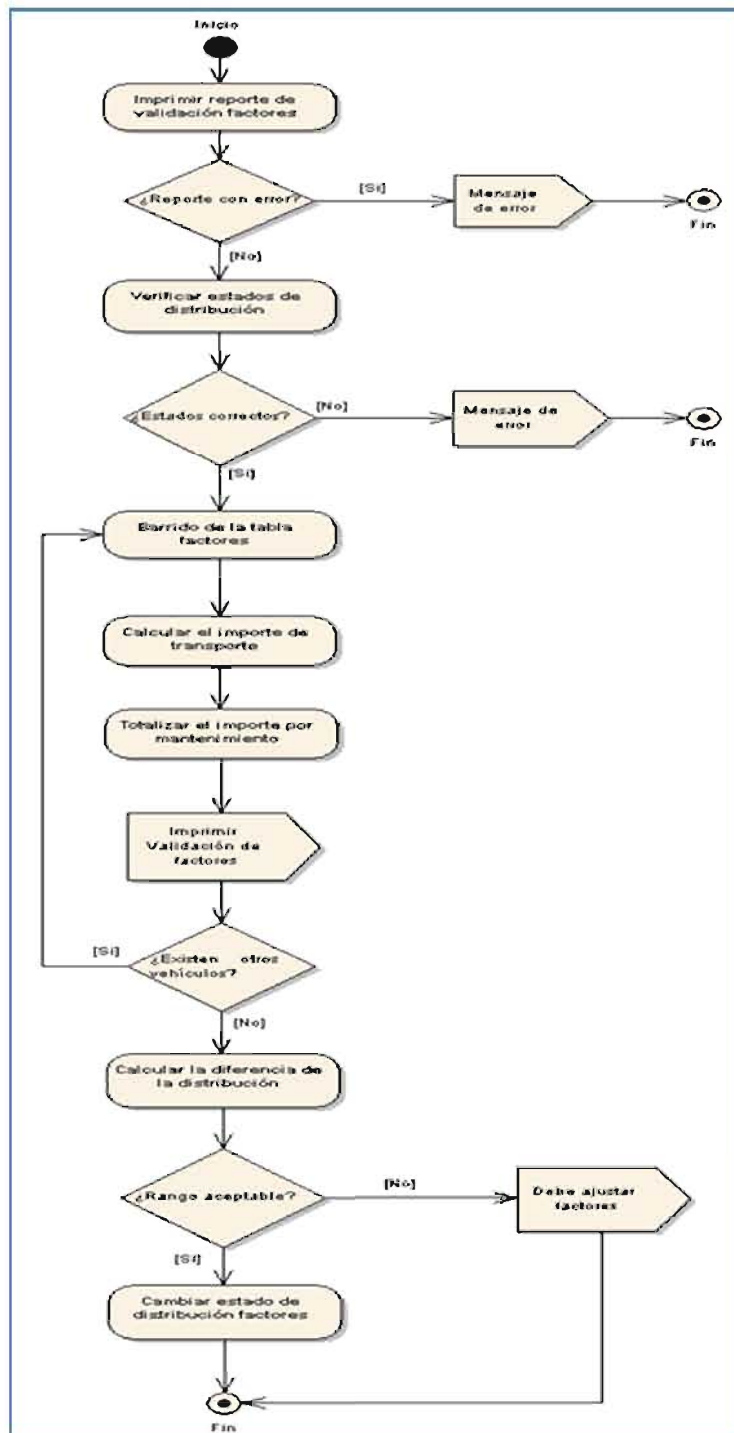 Inicio
Imprimir reporte de
validación factores
¿Reporte con error?
[Si]
Mensaje
de error
Fin
[No]
Verificar estados de
distribución
¿Estados correctos?
[No]
Mensaje de
error
Fin
[Si]
Barrido de la tabla
factores
Calcular el importe de
transporte
Totalizar el importe por
mantenimiento
Imprimir
Validación de
factores
¿Existen otros
vehículos?
[Si]
[No]
Calcular la diferencia de
la distribución
¿Rango aceptable?
[No]
Debe ajustar
factores
[Si]
Cambiar estado de
distribución factores
Fin